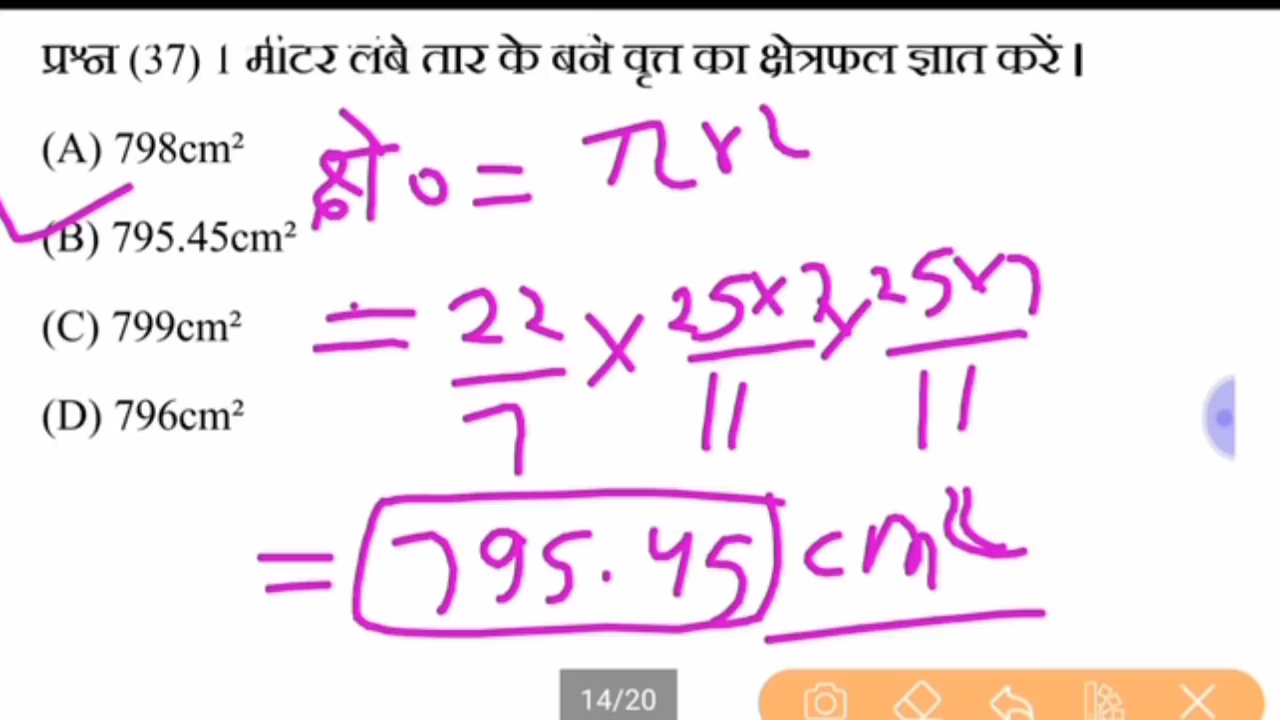 प्रश्न (37) 1 मीटर लंबे तार के बने वृत्त का क्षेत्रफल ज्ञात करें।
(A) 798cm²
क्षे० = πr²
(B) 795.45cm²
= 22/7 × 25×7/11 × 25×7/11
(C) 799cm²
(D) 796cm²
= 795.45 cm²
14/20